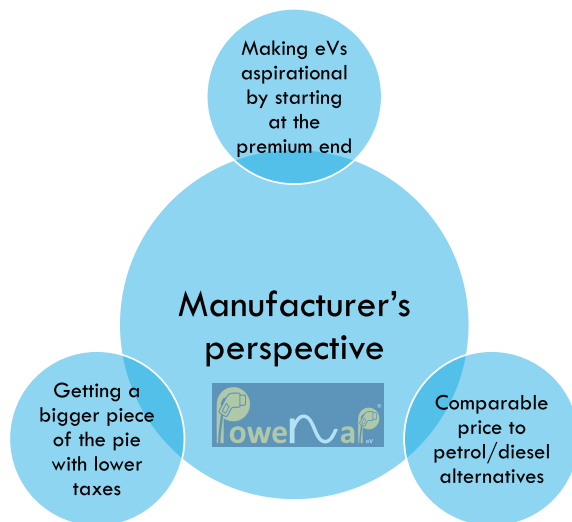 Making eVs
aspirational
by starting
at the
premium end
Manufacturer's
perspective
PowerNaP®
eV
Getting a
bigger piece
of the pie
with lower
taxes
Comparable
price to
petrol/diesel
alternatives